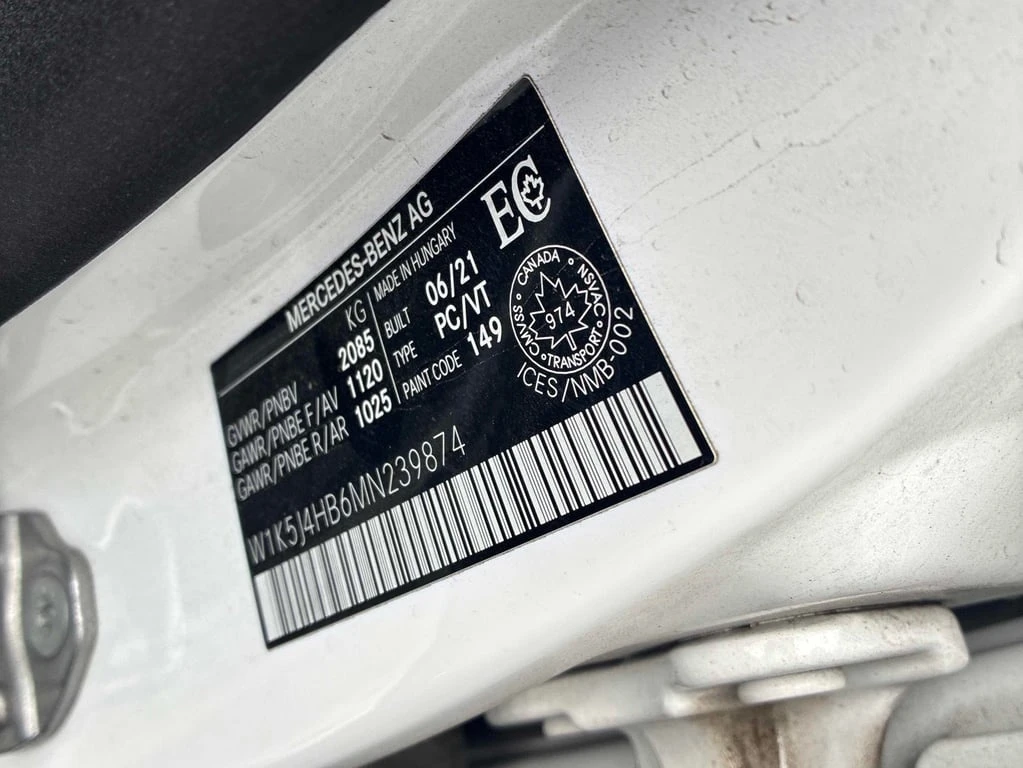 MERCEDES-BENZ AG
KG
GVWR/PNBV 2085
GAWR/PNBE F/AV 1120
GAWR/PNBE R/AR 1025
MADE IN HUNGARY
BUILT 06/21
TYPE PC/VT
PAINT CODE 149
EC
CANADA
NSVAC
TRANSPORT
CMVSS
974
ICES/NMB-002
W1K5J4HB6MN239874